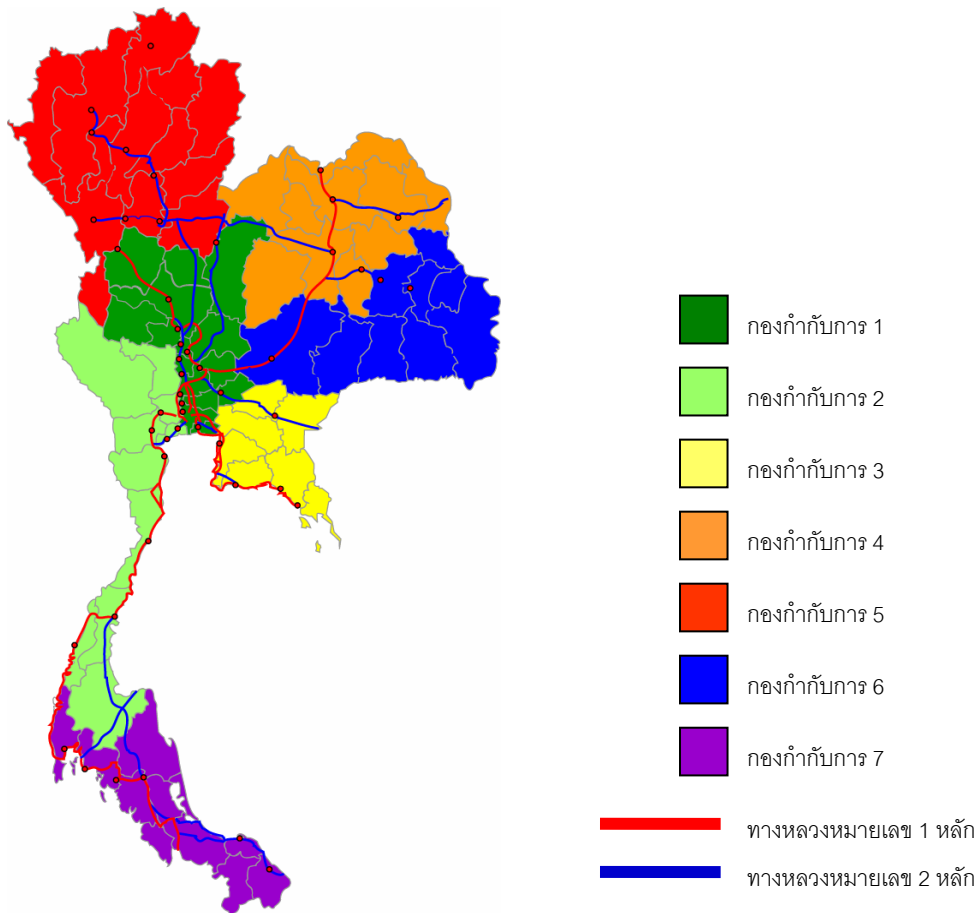 กองกำกับการ 1
กองกำกับการ 2
กองกำกับการ 3
กองกำกับการ 4
กองกำกับการ 5
กองกำกับการ 6
กองกำกับการ 7
ทางหลวงหมายเลข 1 หลัก
ทางหลวงหมายเลข 2 หลัก